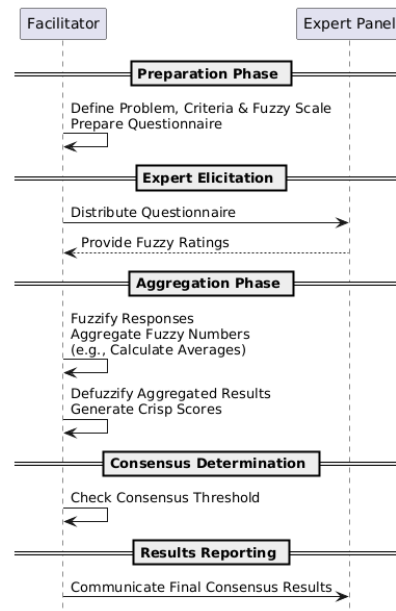 Facilitator
Expert Panel
Preparation Phase
Define Problem, Criteria & Fuzzy Scale
Prepare Questionnaire
Expert Elicitation
Distribute Questionnaire
Provide Fuzzy Ratings
Aggregation Phase
Fuzzify Responses
Aggregate Fuzzy Numbers
(e.g., Calculate Averages)
Defuzzify Aggregated Results
Generate Crisp Scores
Consensus Determination
Check Consensus Threshold
Results Reporting
Communicate Final Consensus Results